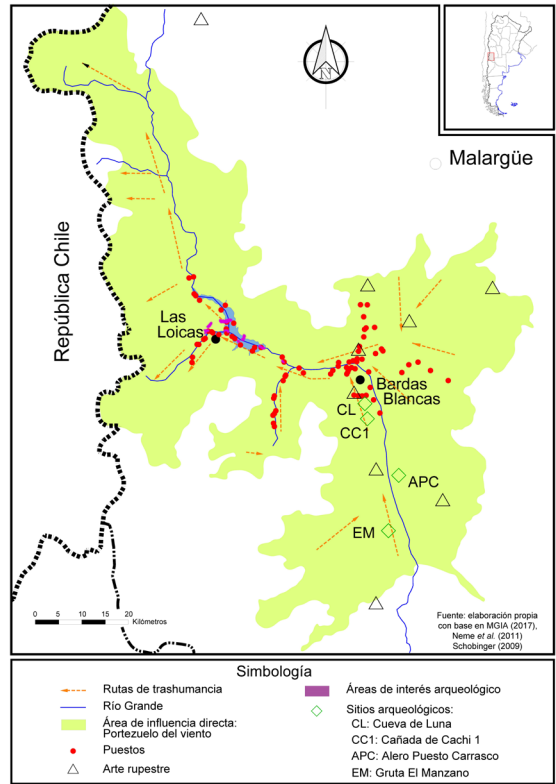 N
Malargüe
República Chile
Las
Loicas
Bardas
Blancas
CL
CC1
APC
EM
0 5 10 15 20
Kilómetros
Fuente: elaboración propia
con base en MGIA (2017),
Neme et al. (2011)
Schobinger (2009)
Simbología
Rutas de trashumancia
Río Grande
Área de influencia directa:
Portezuelo del viento
Puestos
Arte rupestre
Áreas de interés arqueológico
Sitios arqueológicos:
CL: Cueva de Luna
CC1: Cañada de Cachi 1
APC: Alero Puesto Carrasco
EM: Gruta El Manzano